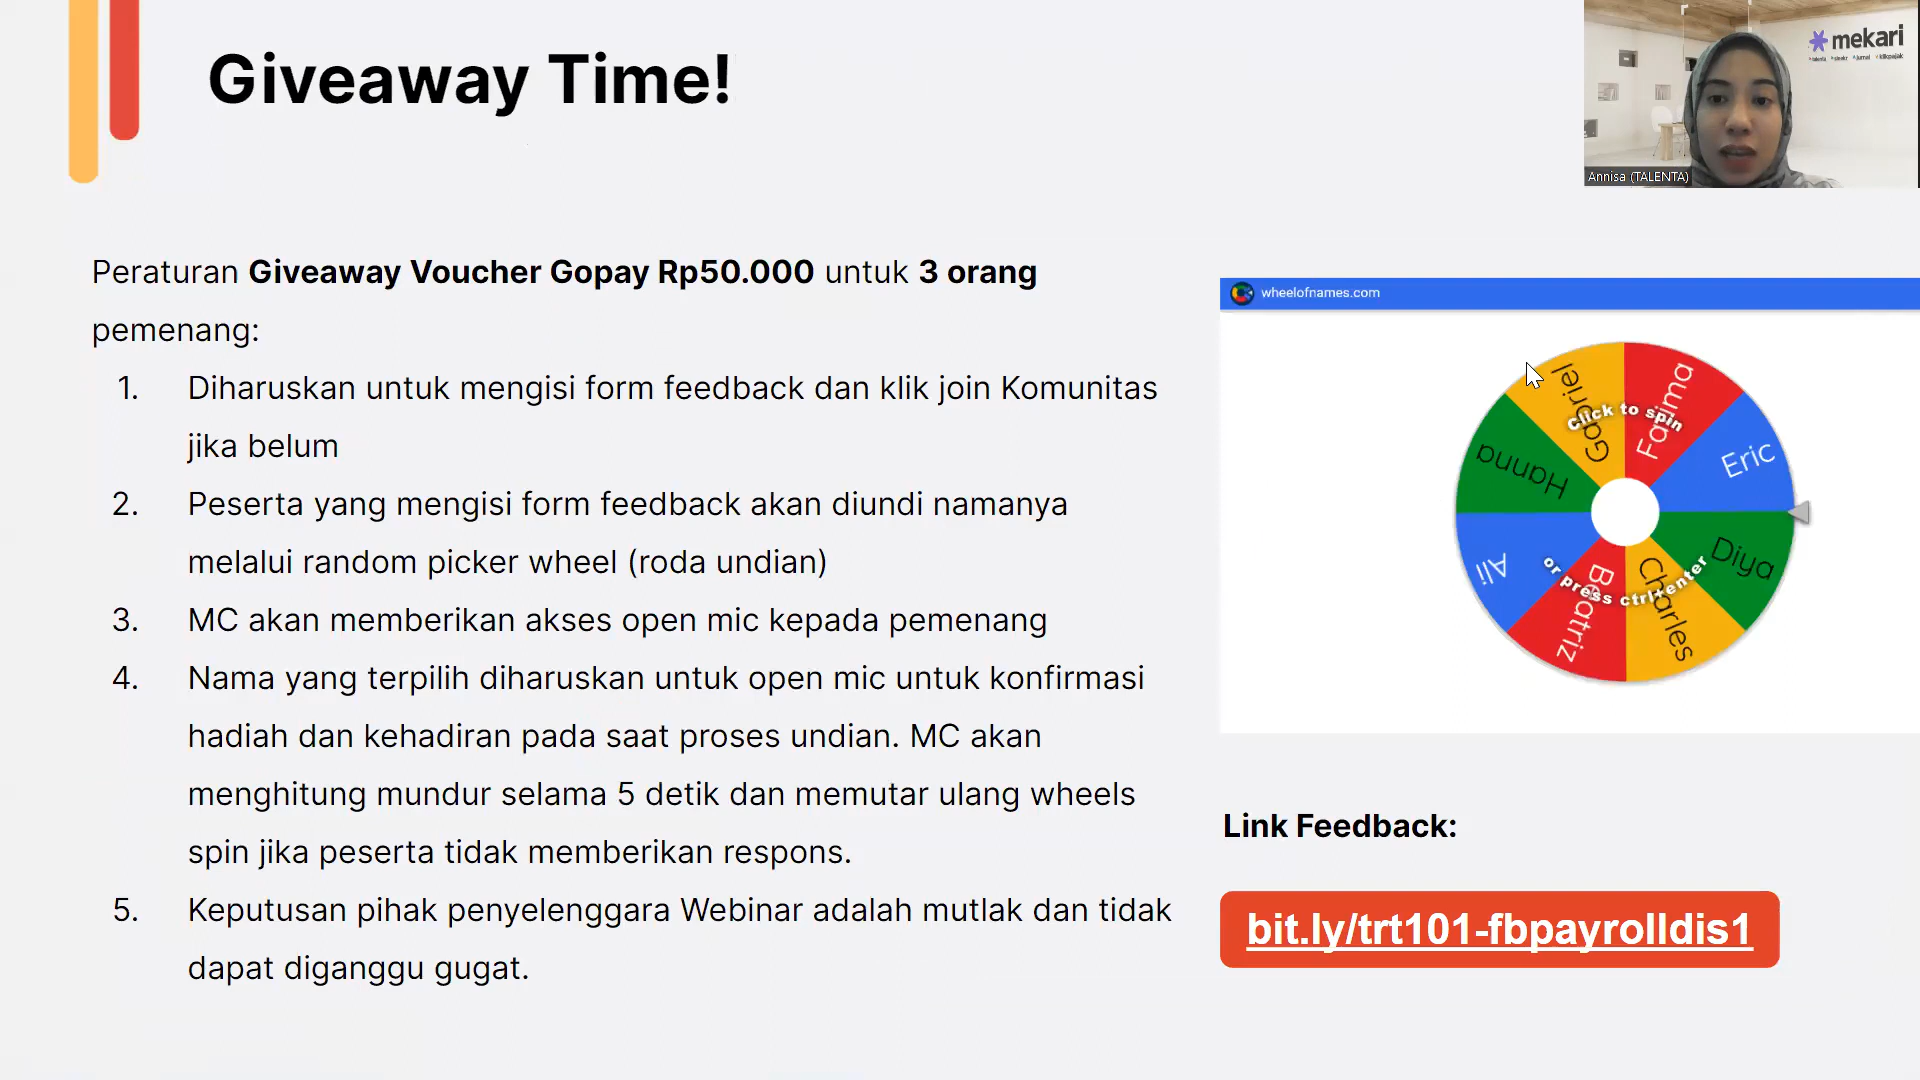 Giveaway Time!
mekari
Annisa (TALENTA)
Peraturan Giveaway Voucher Gopay Rp50.000 untuk 3 orang
pemenang:
1. Diharuskan untuk mengisi form feedback dan klik join Komunitas
jika belum
2. Peserta yang mengisi form feedback akan diundi namanya
melalui random picker wheel (roda undian)
3. MC akan memberikan akses open mic kepada pemenang
4. Nama yang terpilih diharuskan untuk open mic untuk konfirmasi
hadiah dan kehadiran pada saat proses undian. MC akan
menghitung mundur selama 5 detik dan memutar ulang wheels
spin jika peserta tidak memberikan respons.
5. Keputusan pihak penyelenggara Webinar adalah mutlak dan tidak
dapat diganggu gugat.
wheelofnames.com
Click to spin
or press ctrl+enter
Gabriel
Fatima
Eric
Diya
Charles
Beatriz
Ali
Hanna
Link Feedback:
bit.ly/trt101-fbpayrolldis1